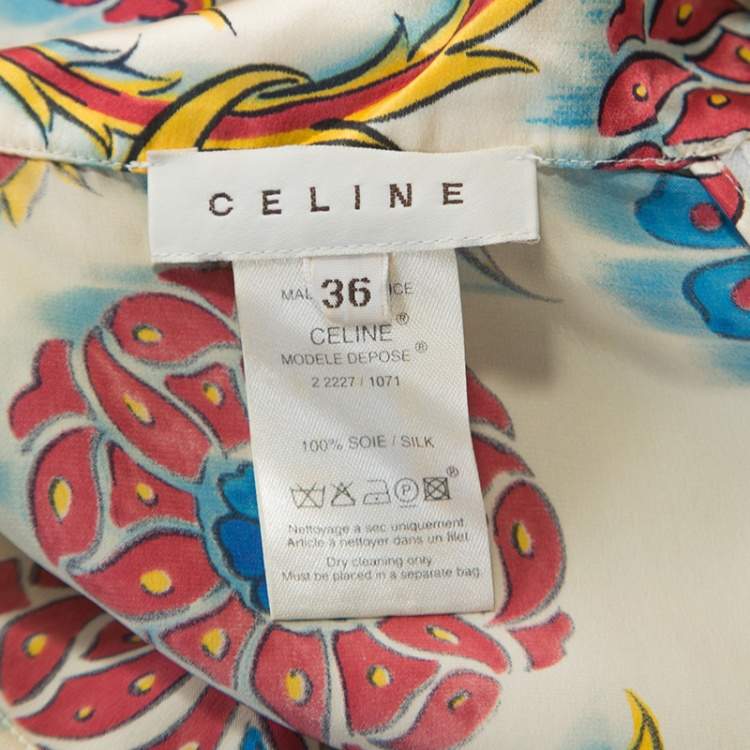 CELINE
36
CELINE®
MODELE DEPOSE®
2 2227 / 1071
100% SOIE / SILK
P ®
Nettoyage a sec uniquement
Article à nettoyer dans un filet.
Dry cleaning only
Must be placed in a separate bag.